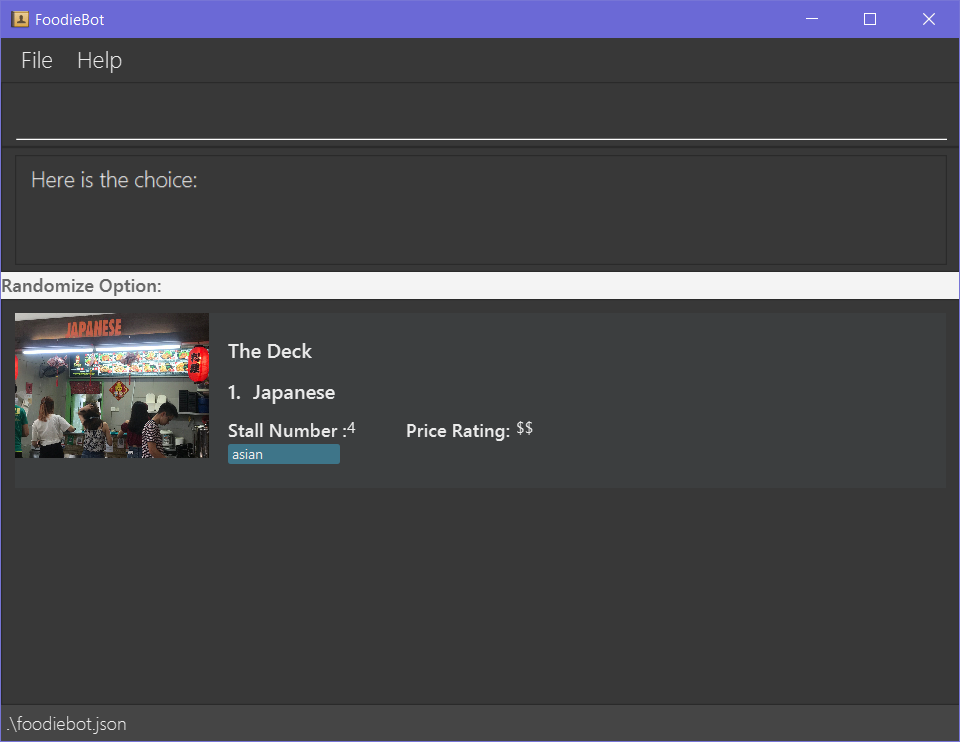 FoodieBot
File Help
Here is the choice:
Randomize Option:
JAPANESE
The Deck
1. Japanese
Stall Number :4 Price Rating: $$
asian
.\foodiebot.json